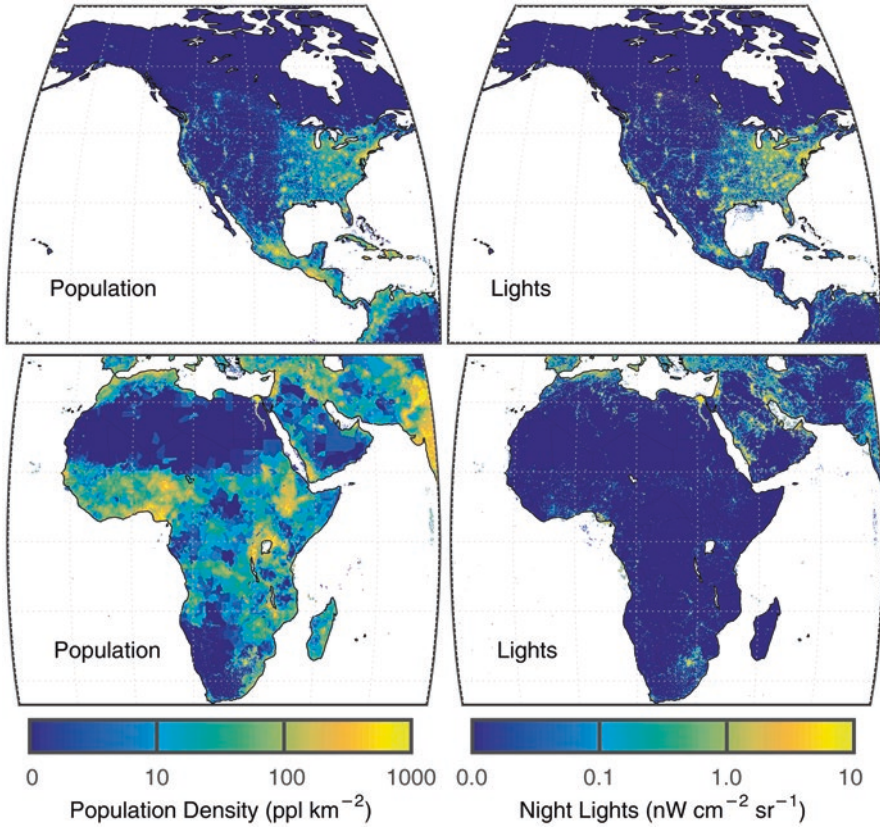 Population
Lights
Population
Lights
0 10 100 1000
0.0 0.1 1.0 10
Population Density (ppl km⁻²)
Night Lights (nW cm⁻² sr⁻¹)